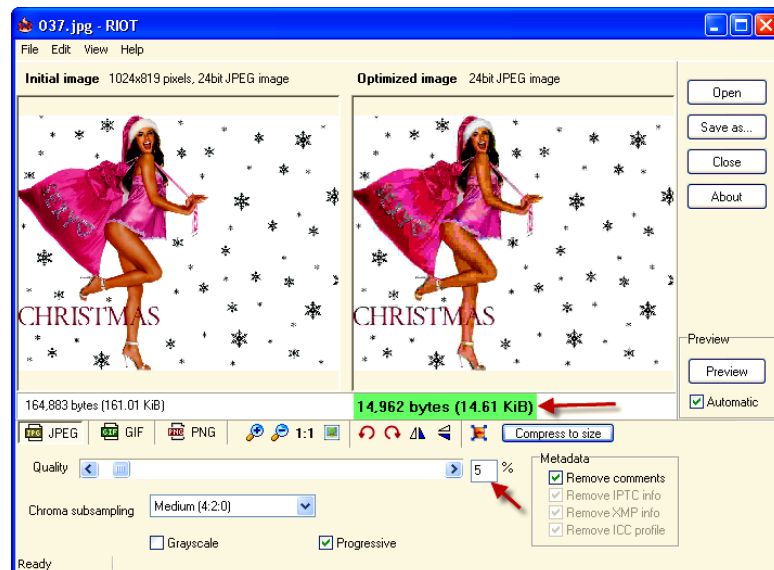 037.jpg - RIOT
File Edit View Help
Initial image 1024x819 pixels, 24bit JPEG image
Optimized image 24bit JPEG image
Open
Save as...
Close
About
SEXY
SEXY
CHRISTMAS
CHRISTMAS
Preview
Preview
Automatic
164,883 bytes (161.01 KiB)
14,962 bytes (14.61 KiB)
JPEG GIF PNG 1:1 Compress to size
Quality 5 %
Chroma subsampling Medium (4:2:0)
Grayscale Progressive
Metadata
Remove comments
Remove IPTC info
Remove XMP info
Remove ICC profile
Ready